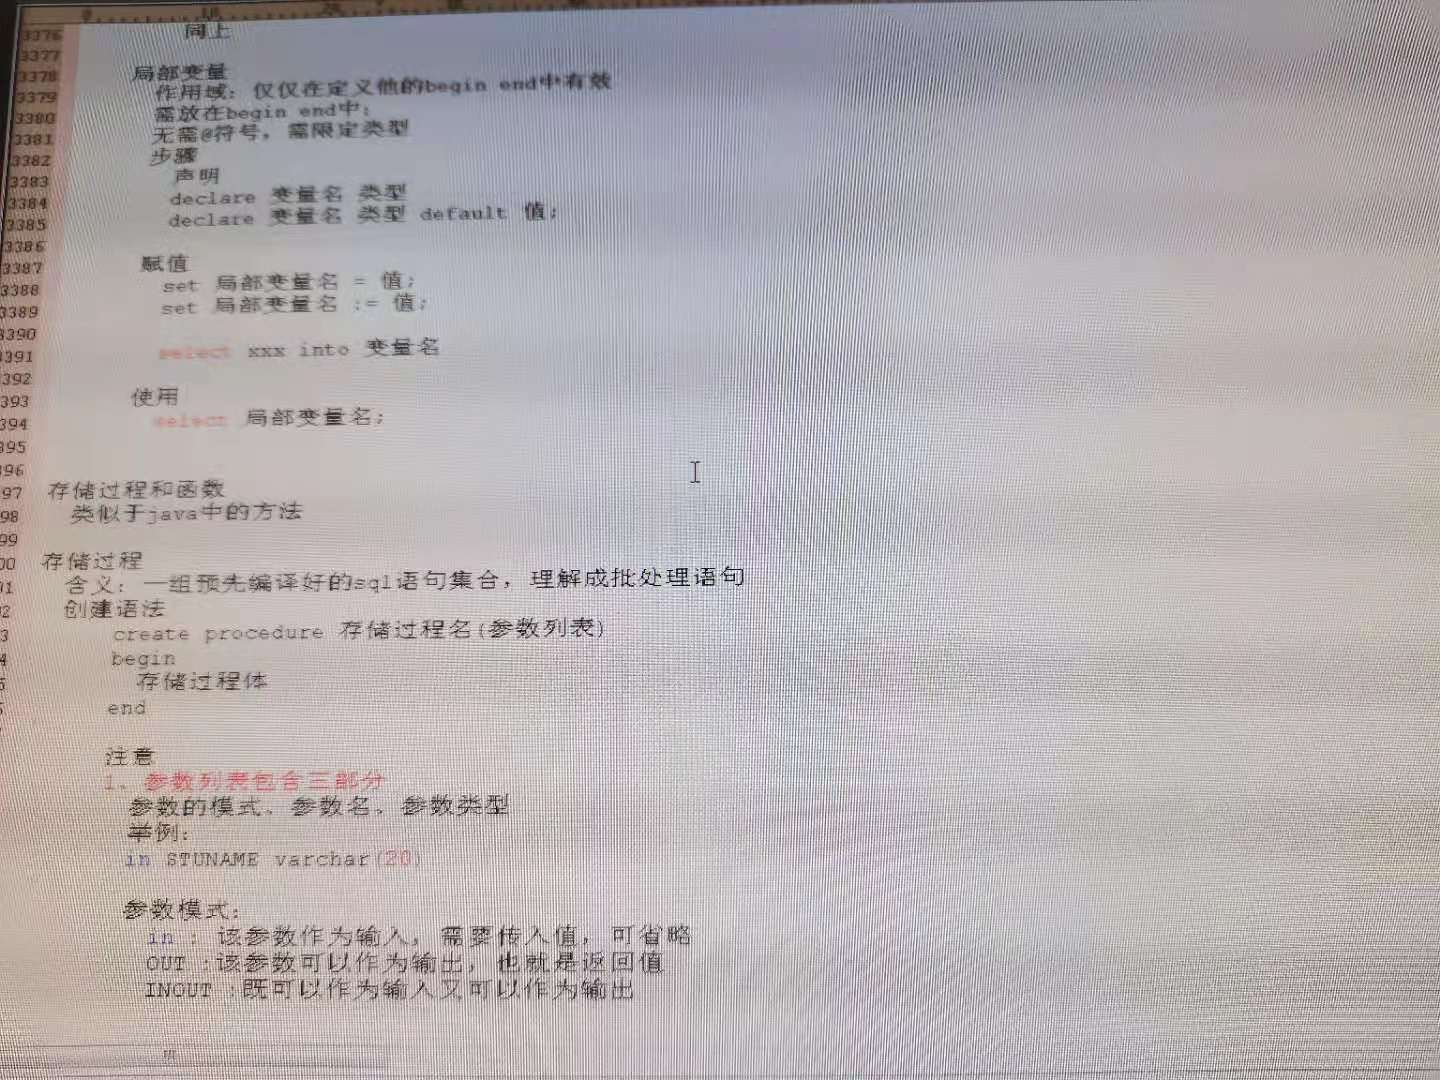 3376 同上
3377
3378 局部变量
3379 作用域：仅仅在定义他的begin end中有效
3380 需放在begin end中；
3381 无需@符号，需限定类型
3382 步骤
3383 声明
3384 declare 变量名 类型
3385 declare 变量名 类型 default 值；
3386
3387 赋值
3388 set 局部变量名 = 值；
3389 set 局部变量名 := 值；
3390
3391 select xxx into 变量名
392
393 使用
394 select 局部变量名；
395
396
97 存储过程和函数
98 类似于java中的方法
99
00 存储过程
01 含义：一组预先编译好的sql语句集合，理解成批处理语句
2 创建语法
3 create procedure 存储过程名(参数列表)
4 begin
5 存储过程体
end
注意
1、参数列表包含三部分
参数的模式、参数名、参数类型
举例：
in STUNAME varchar(20)
参数模式：
in : 该参数作为输入，需要传入值，可省略
OUT :该参数可以作为输出，也就是返回值
INOUT :既可以作为输入又可以作为输出